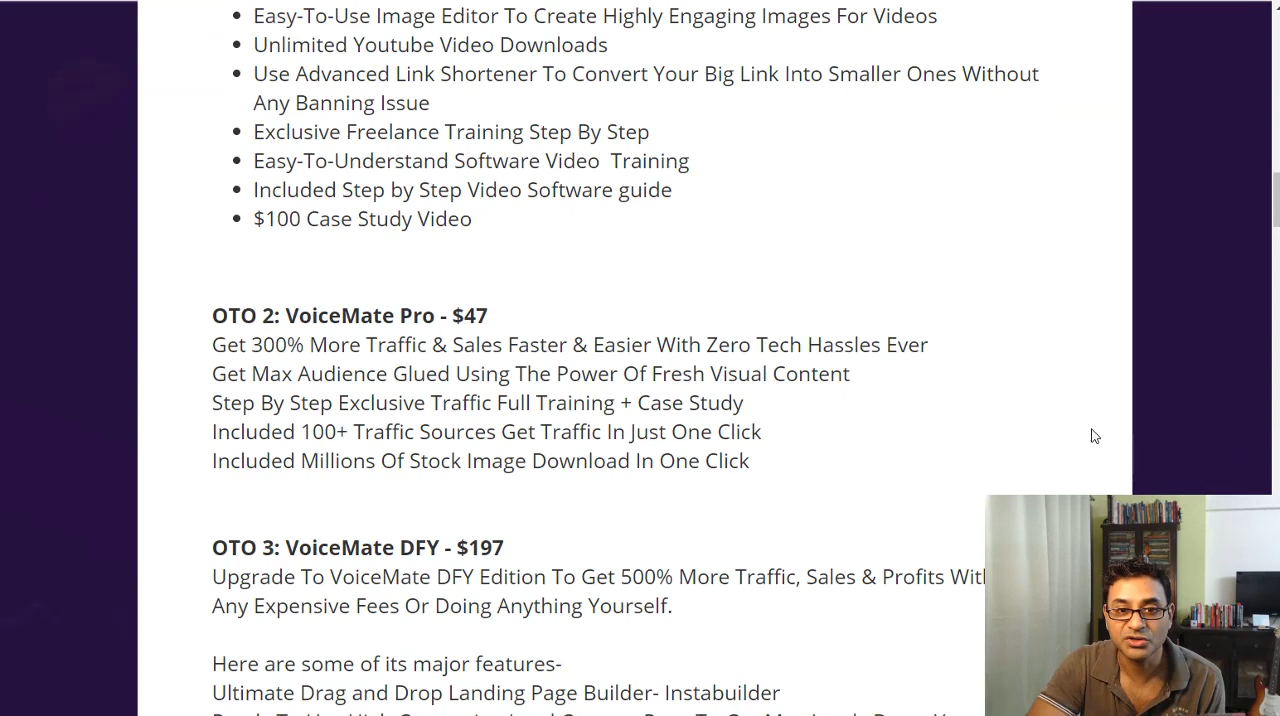 Easy-To-Use Image Editor To Create Highly Engaging Images For Videos
Unlimited Youtube Video Downloads
Use Advanced Link Shortener To Convert Your Big Link Into Smaller Ones Without
Any Banning Issue
Exclusive Freelance Training Step By Step
Easy-To-Understand Software Video  Training
Included Step by Step Video Software guide
$100 Case Study Video
OTO 2: VoiceMate Pro - $47
Get 300% More Traffic & Sales Faster & Easier With Zero Tech Hassles Ever
Get Max Audience Glued Using The Power Of Fresh Visual Content
Step By Step Exclusive Traffic Full Training + Case Study
Included 100+ Traffic Sources Get Traffic In Just One Click
Included Millions Of Stock Image Download In One Click
OTO 3: VoiceMate DFY - $197
Upgrade To VoiceMate DFY Edition To Get 500% More Traffic, Sales & Profits
Any Expensive Fees Or Doing Anything Yourself.
Here are some of its major features-
Ultimate Drag and Drop Landing Page Builder- Instabuilder